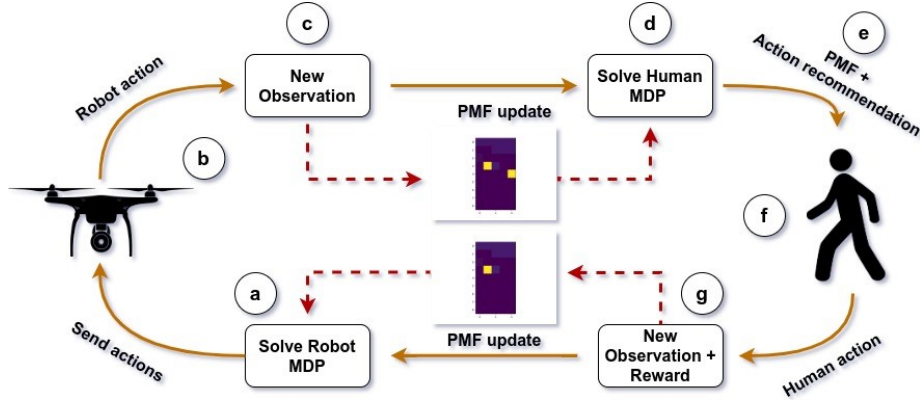 c
d
e
Robot action
New
Observation
Solve Human
MDP
PMF +
Action recommendation
PMF update
b
f
a
g
Send actions
Solve Robot
MDP
PMF update
New
Observation +
Reward
Human action